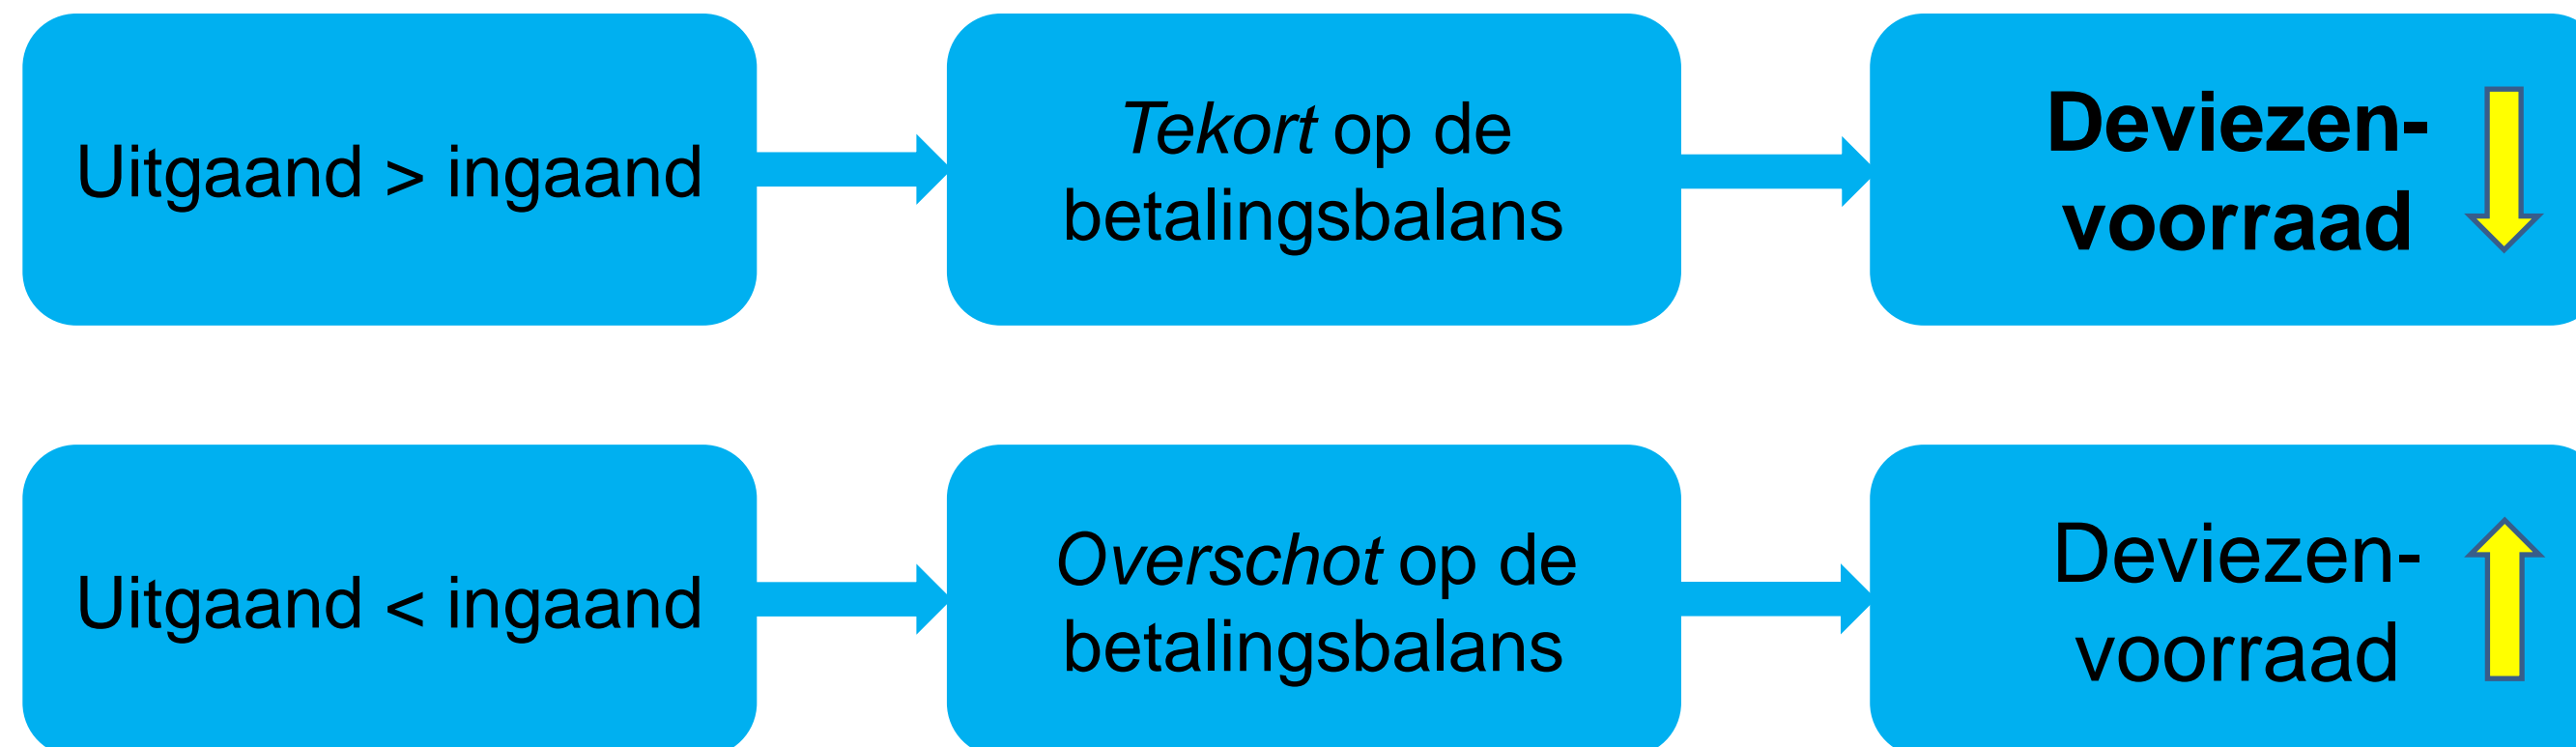 Uitgaand > ingaand
Tekort op de
betalingsbalans
Deviezen-
voorraad
Uitgaand < ingaand
Overschot op de
betalingsbalans
Deviezen-
voorraad